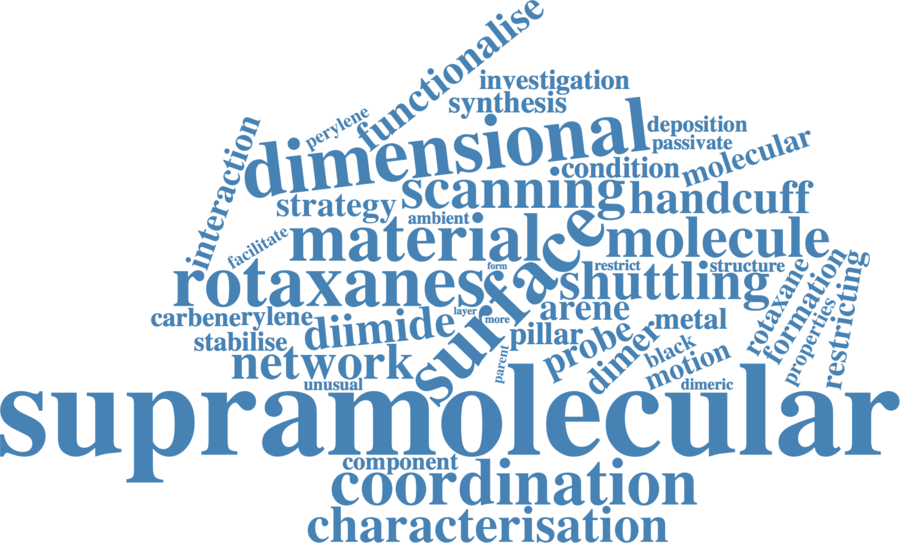 functionalise
investigation
synthesis
perylene
dimensional
deposition
passivate
interaction
condition
molecular
scanning
handcuff
strategy
ambient
material
surface
molecule
facilitate
rotaxanes
form
shuttling
restrict
structure
rotaxane
formation
properties
restricting
carbenerylene
diimide
layer
more
arene
pillar
metal
stabilise
probe
dimer
black
motion
network
parent
unusual
dimeric
supramolecular
component
coordination
characterisation